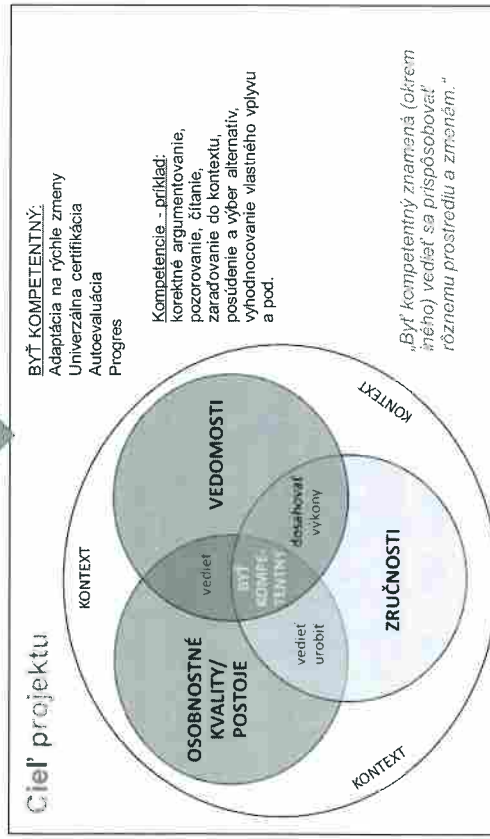 Cieľ projektu
KONTEXT
OSOBNOSTNÉ
KVALITY/
POSTOJE
VEDOMOSTI
vedieť
BYŤ
KOMPE-
TENTNÝ
vedieť
urobiť
dosahovať
výkony
ZRUČNOSTI
KONTEXT
KONTEXT
BYŤ KOMPETENTNÝ:
Adaptácia na rýchle zmeny
Univerzálna certifikácia
Autoevaluácia
Progres
Kompetencie - príklad:
korektné argumentovanie,
pozorovanie, čítanie,
zaraďovanie do kontextu,
posúdenie a výber alternatív,
vyhodnocovanie vlastného vplyvu
a pod.
„Byť kompetentný znamená (okrem
iného) vedieť sa prispôsobovať
rôznemu prostrediu a zmenám.“